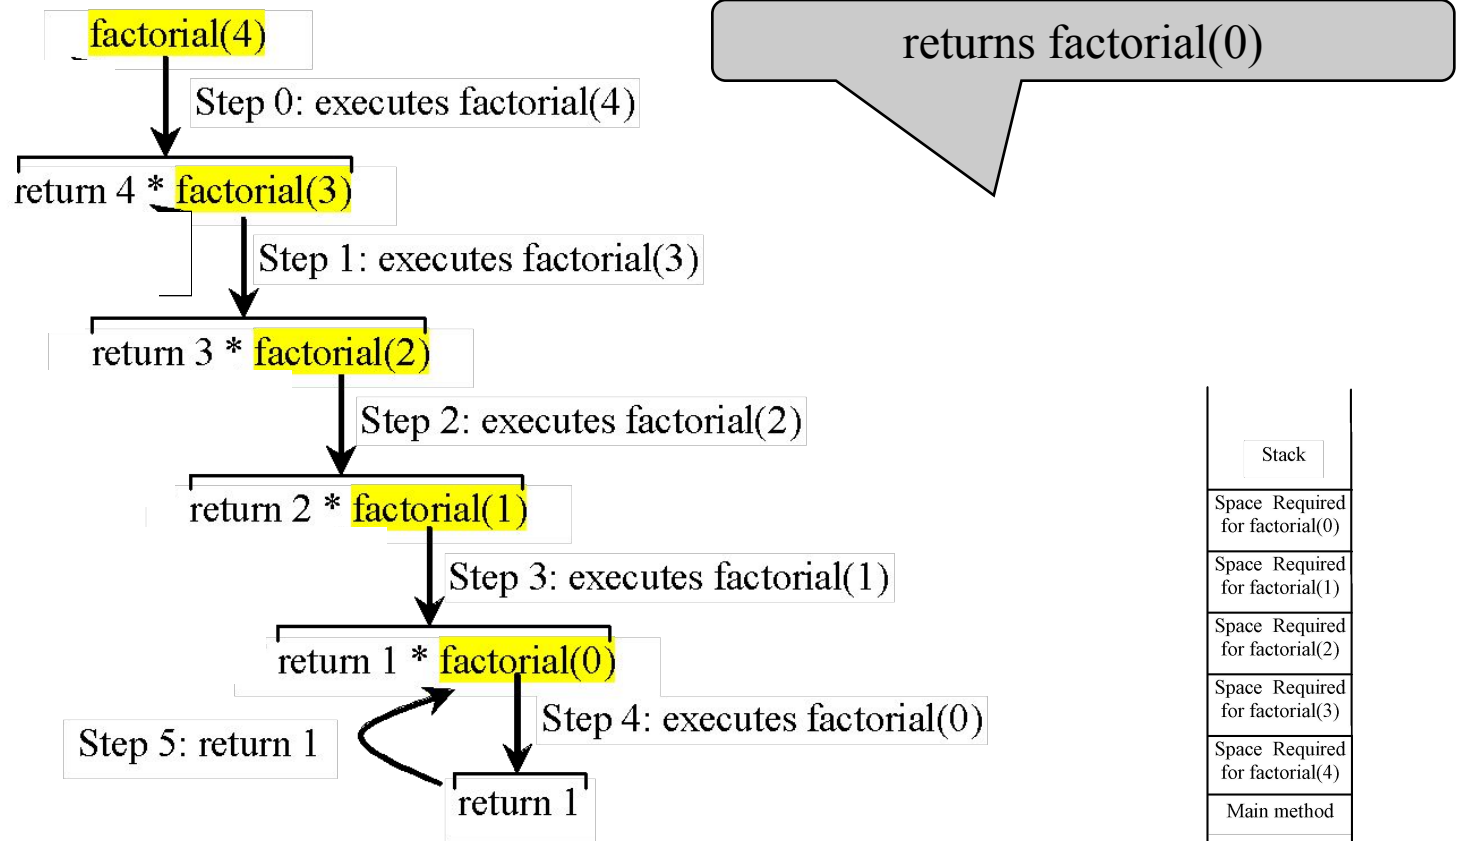 factorial(4)
returns factorial(0)
Step 0: executes factorial(4)
return 4 * factorial(3)
Step 1: executes factorial(3)
return 3 * factorial(2)
Step 2: executes factorial(2)
return 2 * factorial(1)
Step 3: executes factorial(1)
return 1 * factorial(0)
Step 4: executes factorial(0)
Step 5: return 1
return 1
Stack
Space Required
for factorial(0)
Space Required
for factorial(1)
Space Required
for factorial(2)
Space Required
for factorial(3)
Space Required
for factorial(4)
Main method